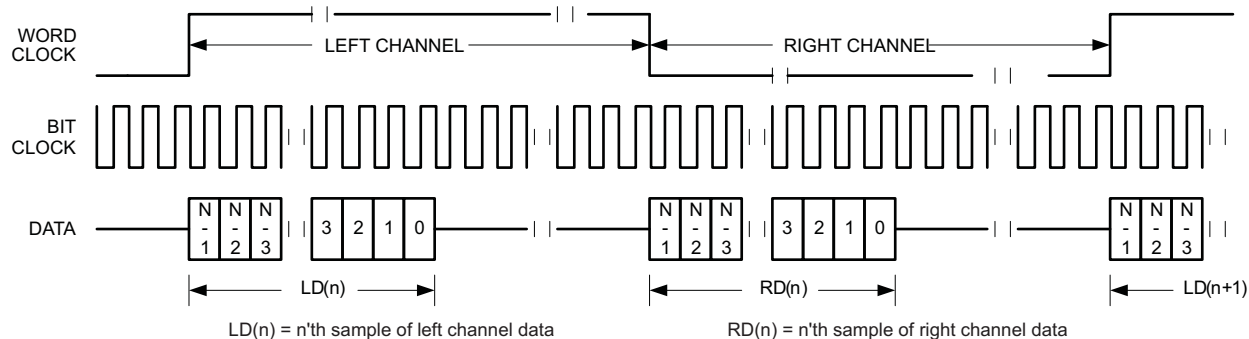 WORD
CLOCK
LEFT CHANNEL
RIGHT CHANNEL
BIT
CLOCK
DATA
N
-
1
N
-
2
N
-
3
3
2
1
0
N
-
1
N
-
2
N
-
3
3
2
1
0
N
-
1
N
-
2
N
-
3
LD(n)
RD(n)
LD(n+1)
LD(n) = n'th sample of left channel data
RD(n) = n'th sample of right channel data